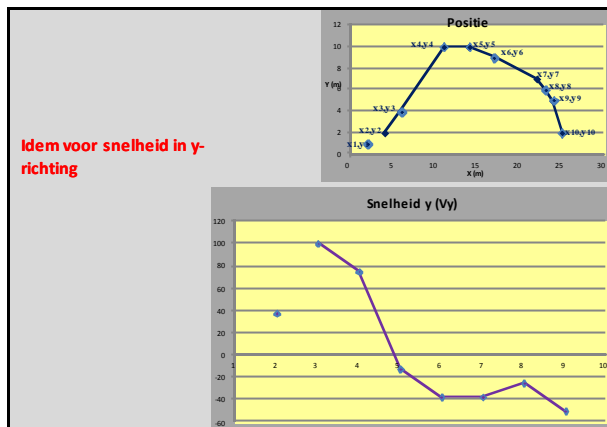 Positie
12
10
8
6
4
2
0
Y (m)
x1,y
x2,y2
x3,y3
x4,y4
x5,y5
x6,y6
x7,y7
x8,y8
x9,y9
x10,y10
0 5 10 15 20 25 30
X (m)
Idem voor snelheid in y-
richting
Snelheid y (Vy)
120
100
80
60
40
20
0
-20
-40
-60
1 2 3 4 5 6 7 8 9 10